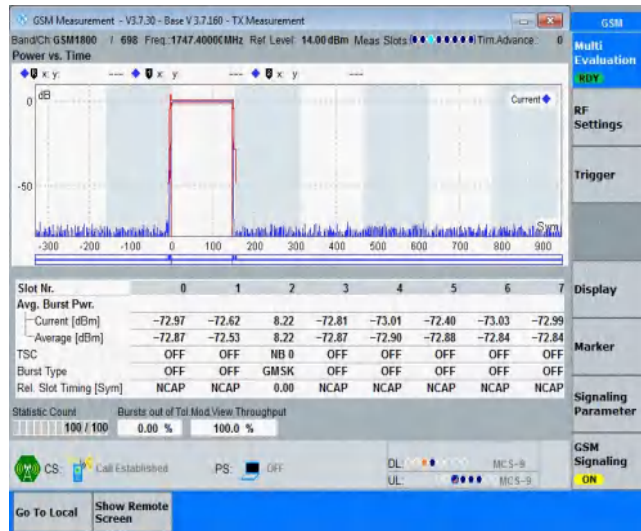 GSM Measurement - V3.7.30 - Base V 3.7.160 - TX Measurement
GSM
Band/Ch: GSM1800 / 698 Freq.: 1747.4000 MHz Ref. Level: 14.00 dBm Meas Slots Tim.Advance: 0
Multi Evaluation
RDY
Power vs. Time
x: y: --- x: y: --- x: y: ---
0 dB
Current
RF Settings
Trigger
-50
Sym
-300 -200 -100 0 100 200 300 400 500 600 700 800 900
Slot Nr. 0 1 2 3 4 5 6 7
Display
Avg. Burst Pwr.
Current [dBm] -72.97 -72.62 8.22 -72.81 -73.01 -72.40 -73.03 -72.99
Average [dBm] -72.87 -72.53 8.22 -72.87 -72.90 -72.88 -72.84 -72.84
Marker
TSC OFF OFF NB 0 OFF OFF OFF OFF OFF
Burst Type OFF OFF GMSK OFF OFF OFF OFF OFF
Rel. Slot Timing [Sym] NCAP NCAP 0.00 NCAP NCAP NCAP NCAP NCAP
Signaling Parameter
Statistic Count Bursts out of Tol. Mod.View Throughput
100 / 100 0.00 % 100.0 %
GSM Signaling
ON
CS: Call Established PS: OFF DL: MCS-9
UL: MCS-9
Go To Local
Show Remote Screen